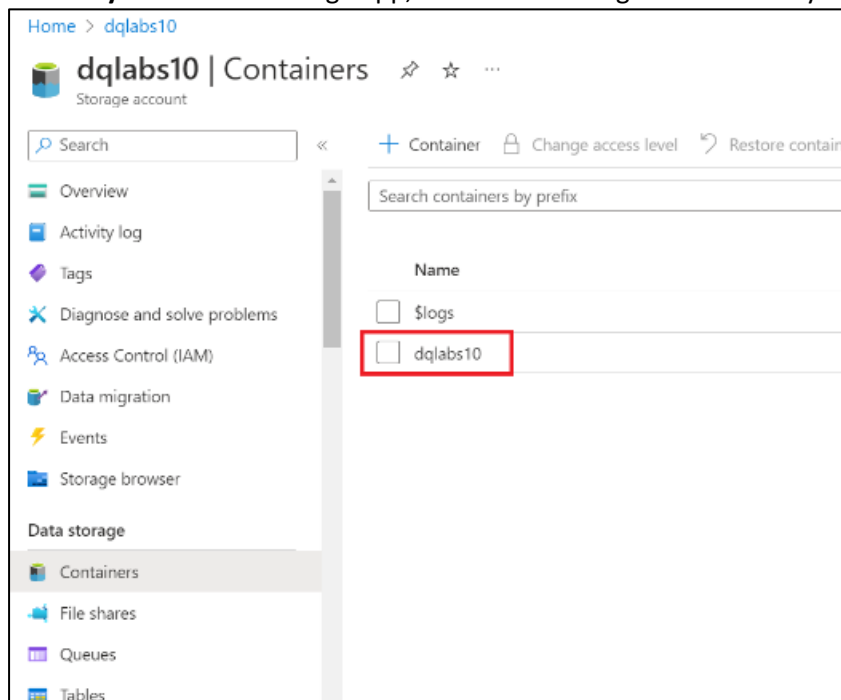 Home > dqlabs10
dqlabs10 | Containers
Storage account
Search
«
+ Container Change access level Restore contain
Overview
Search containers by prefix
Activity log
Tags
Name
Diagnose and solve problems
$logs
Access Control (IAM)
dqlabs10
Data migration
Events
Storage browser
Data storage
Containers
File shares
Queues
Tables